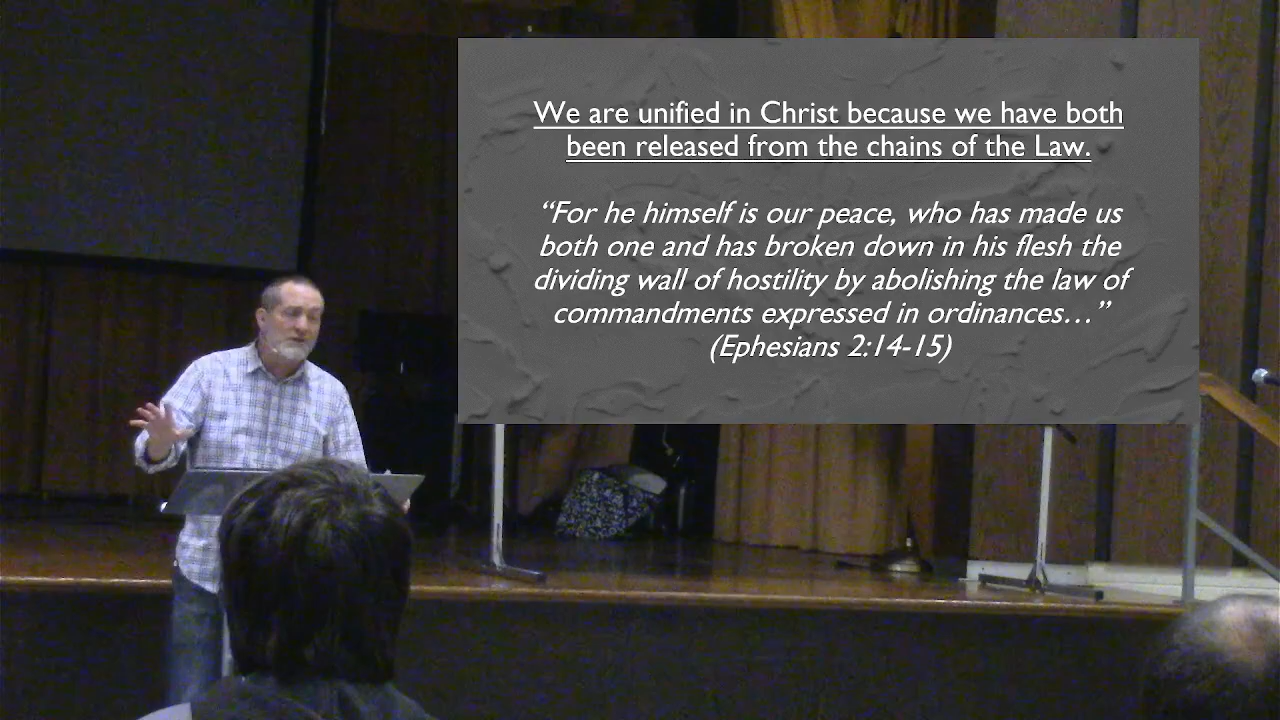 We are unified in Christ because we have both
been released from the chains of the Law.
“For he himself is our peace, who has made us
both one and has broken down in his flesh the
dividing wall of hostility by abolishing the law of
commandments expressed in ordinances…”
(Ephesians 2:14-15)